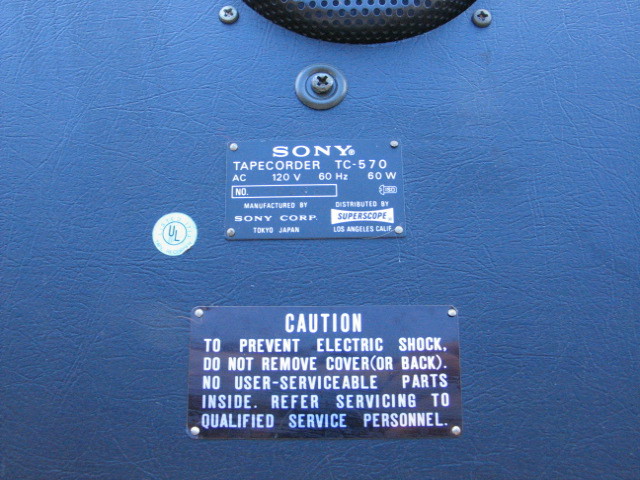 SONY®
TAPECORDER TC-570
AC 120 V 60 Hz 60 W
NO.
MANUFACTURED BY
SONY CORP.
TOKYO JAPAN
DISTRIBUTED BY
SUPERSCOPE®
LOS ANGELES CALIF.
UL
CAUTION
TO PREVENT ELECTRIC SHOCK,
DO NOT REMOVE COVER(OR BACK).
NO USER-SERVICEABLE PARTS
INSIDE. REFER SERVICING TO
QUALIFIED SERVICE PERSONNEL.